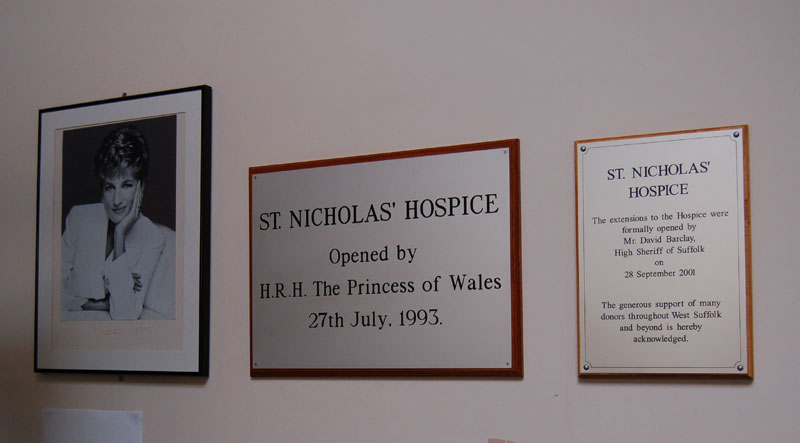 ST. NICHOLAS' HOSPICE
Opened by
H.R.H. The Princess of Wales
27th July, 1993.
ST. NICHOLAS'
HOSPICE
The extensions to the Hospice were
formally opened by
Mr. David Barclay,
High Sheriff of Suffolk
on
28 September 2001
The generous support of many
donors throughout West Suffolk
and beyond is hereby
acknowledged.